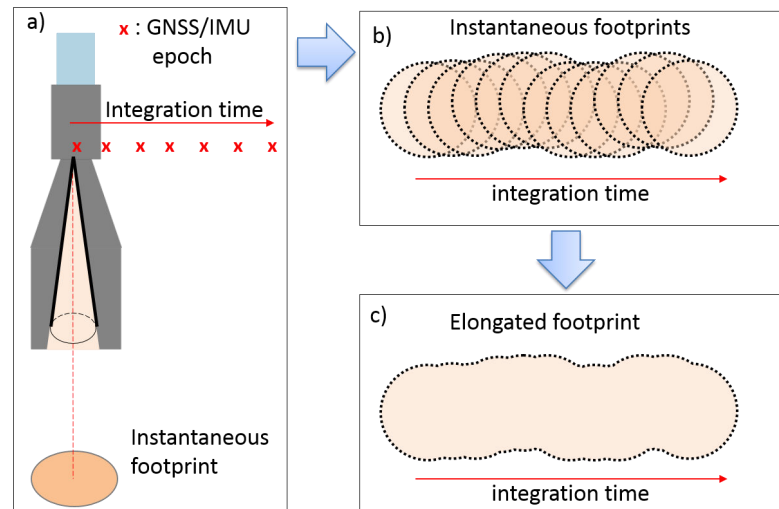 a)
x : GNSS/IMU
epoch
Integration time
x x x x x x x
Instantaneous
footprint
b)
Instantaneous footprints
integration time
c)
Elongated footprint
integration time